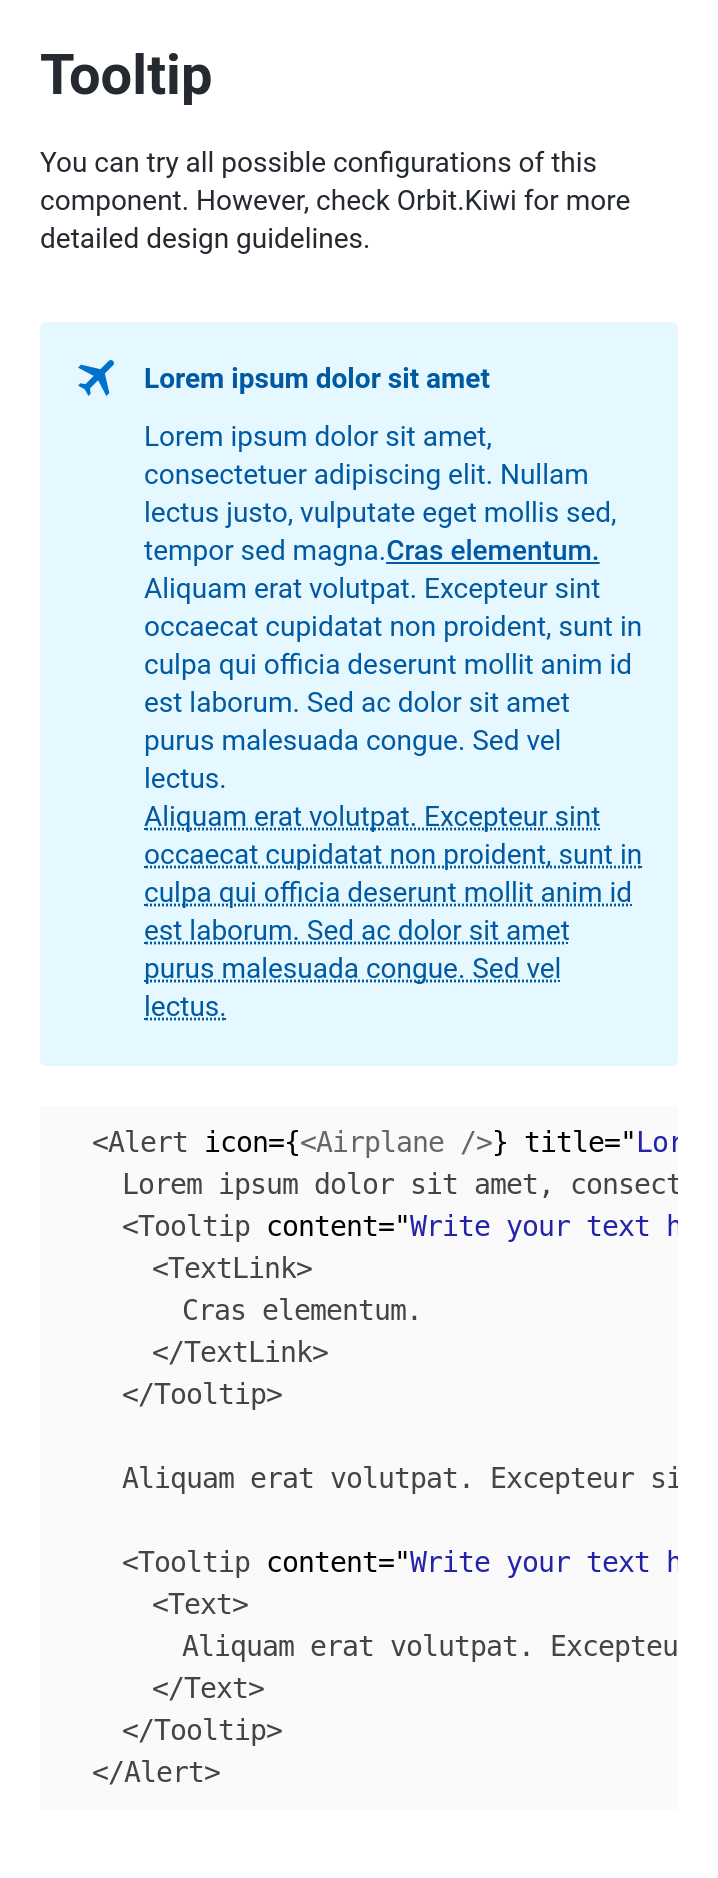 Tooltip
You can try all possible configurations of this
component. However, check Orbit.Kiwi for more
detailed design guidelines.
Lorem ipsum dolor sit amet
Lorem ipsum dolor sit amet,
consectetuer adipiscing elit. Nullam
lectus justo, vulputate eget mollis sed,
tempor sed magna.Cras elementum.
Aliquam erat volutpat. Excepteur sint
occaecat cupidatat non proident, sunt in
culpa qui officia deserunt mollit anim id
est laborum. Sed ac dolor sit amet
purus malesuada congue. Sed vel
lectus.
Aliquam erat volutpat. Excepteur sint
occaecat cupidatat non proident, sunt in
culpa qui officia deserunt mollit anim id
est laborum. Sed ac dolor sit amet
purus malesuada congue. Sed vel
lectus.
<Alert icon={<Airplane />} title="Lor
Lorem ipsum dolor sit amet, consect
<Tooltip content="Write your text h
<TextLink>
Cras elementum.
</TextLink>
</Tooltip>
Aliquam erat volutpat. Excepteur si
<Tooltip content="Write your text h
<Text>
Aliquam erat volutpat. Excepteu
</Text>
</Tooltip>
</Alert>